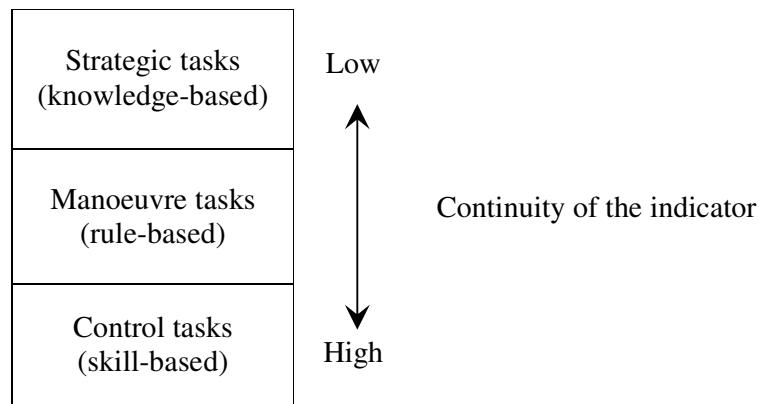 Strategic tasks
(knowledge-based)
Low
Manoeuvre tasks
(rule-based)
Continuity of the indicator
Control tasks
(skill-based)
High